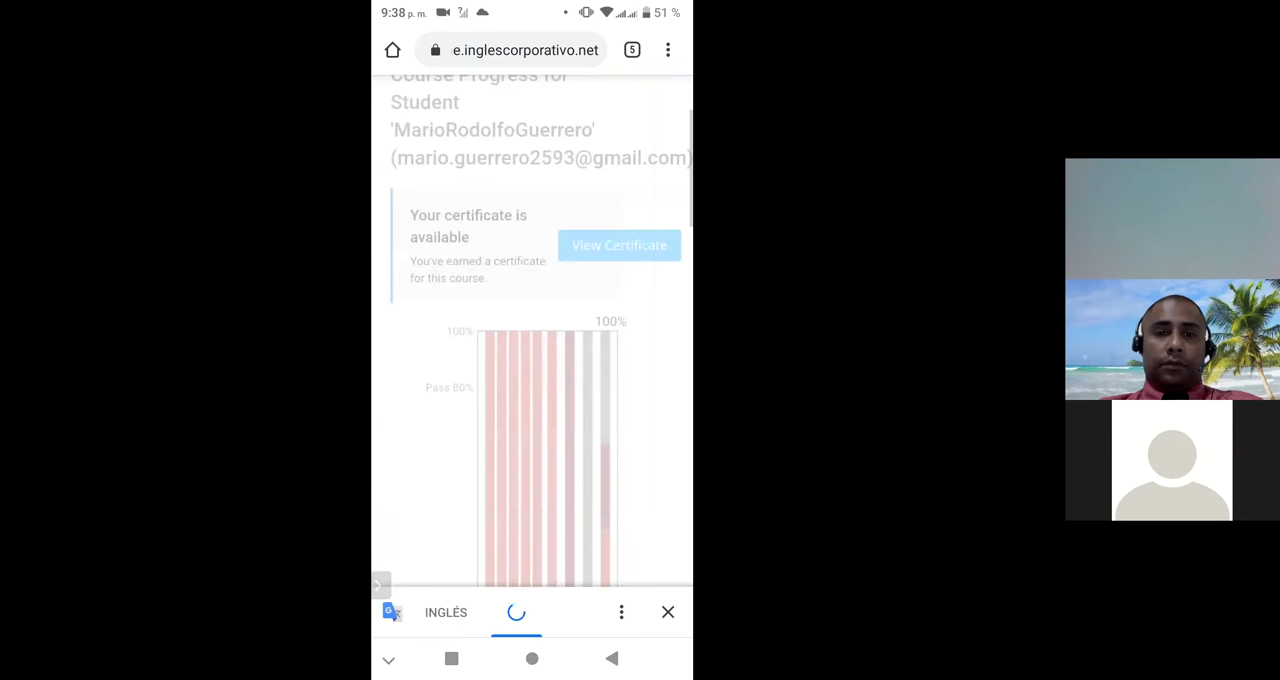 9:38 p. m. 51 %
e.inglescorporativo.net 5
Course Progress for
Student
'MarioRodolfoGuerrero'
(mario.guerrero2593@gmail.com)
Your certificate is
available
You've earned a certificate
for this course.
View Certificate
100%
100%
Pass 80%
INGLÉS